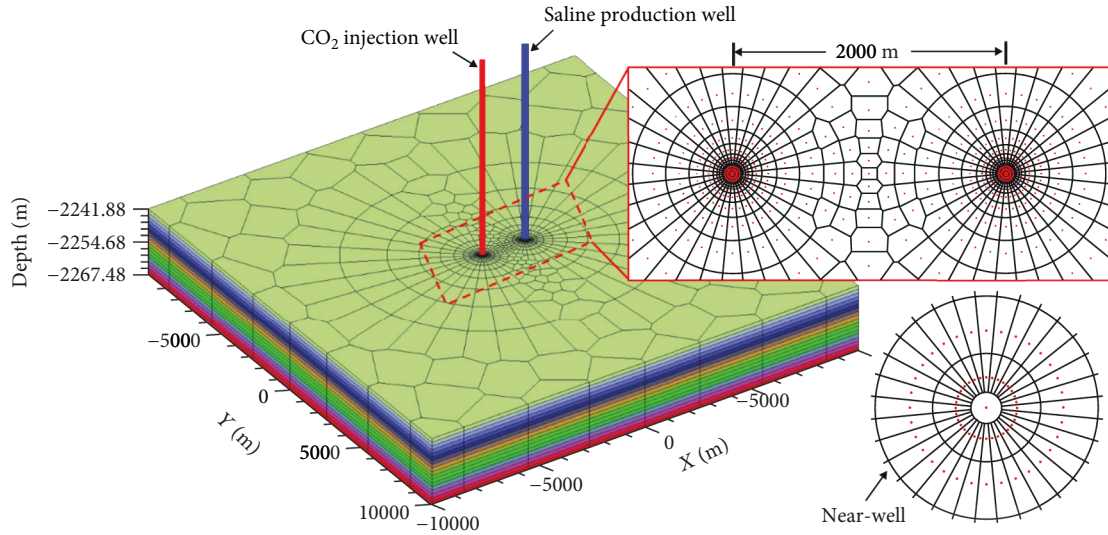 Saline production well
CO₂ injection well
2000 m
Depth (m)
−2241.88
−2254.68
−2267.48
−5000
0
5000
10000
Y (m)
−10000
−5000
0
−5000
X (m)
Near-well